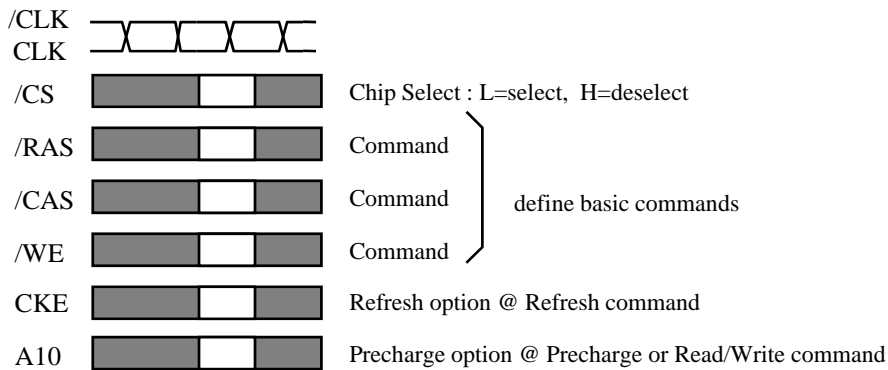 /CLK
CLK
/CS Chip Select : L=select, H=deselect
/RAS Command
/CAS Command
define basic commands
/WE Command
CKE Refresh option @ Refresh command
A10 Precharge option @ Precharge or Read/Write command